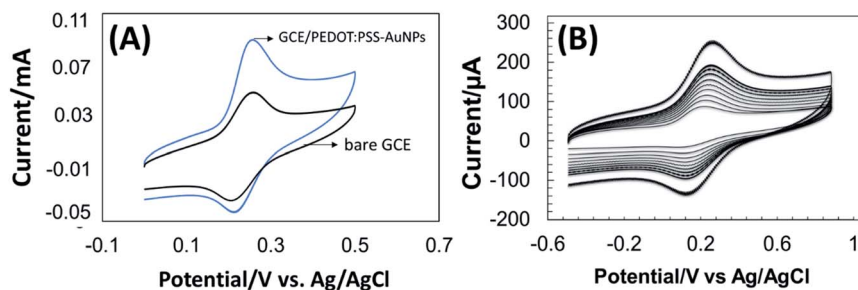 (A)
GCE/PEDOT:PSS-AuNPs
bare GCE
0.11
0.07
0.03
-0.01
-0.05
-
-0.1
0.1
0.3
0.5
0.7
Current/mA
Potential/V vs. Ag/AgCl
(B)
300
200
100
0
-100
-200
-0.6
-0.2
0.2
0.6
1
Current/µA
Potential/V vs Ag/AgCl